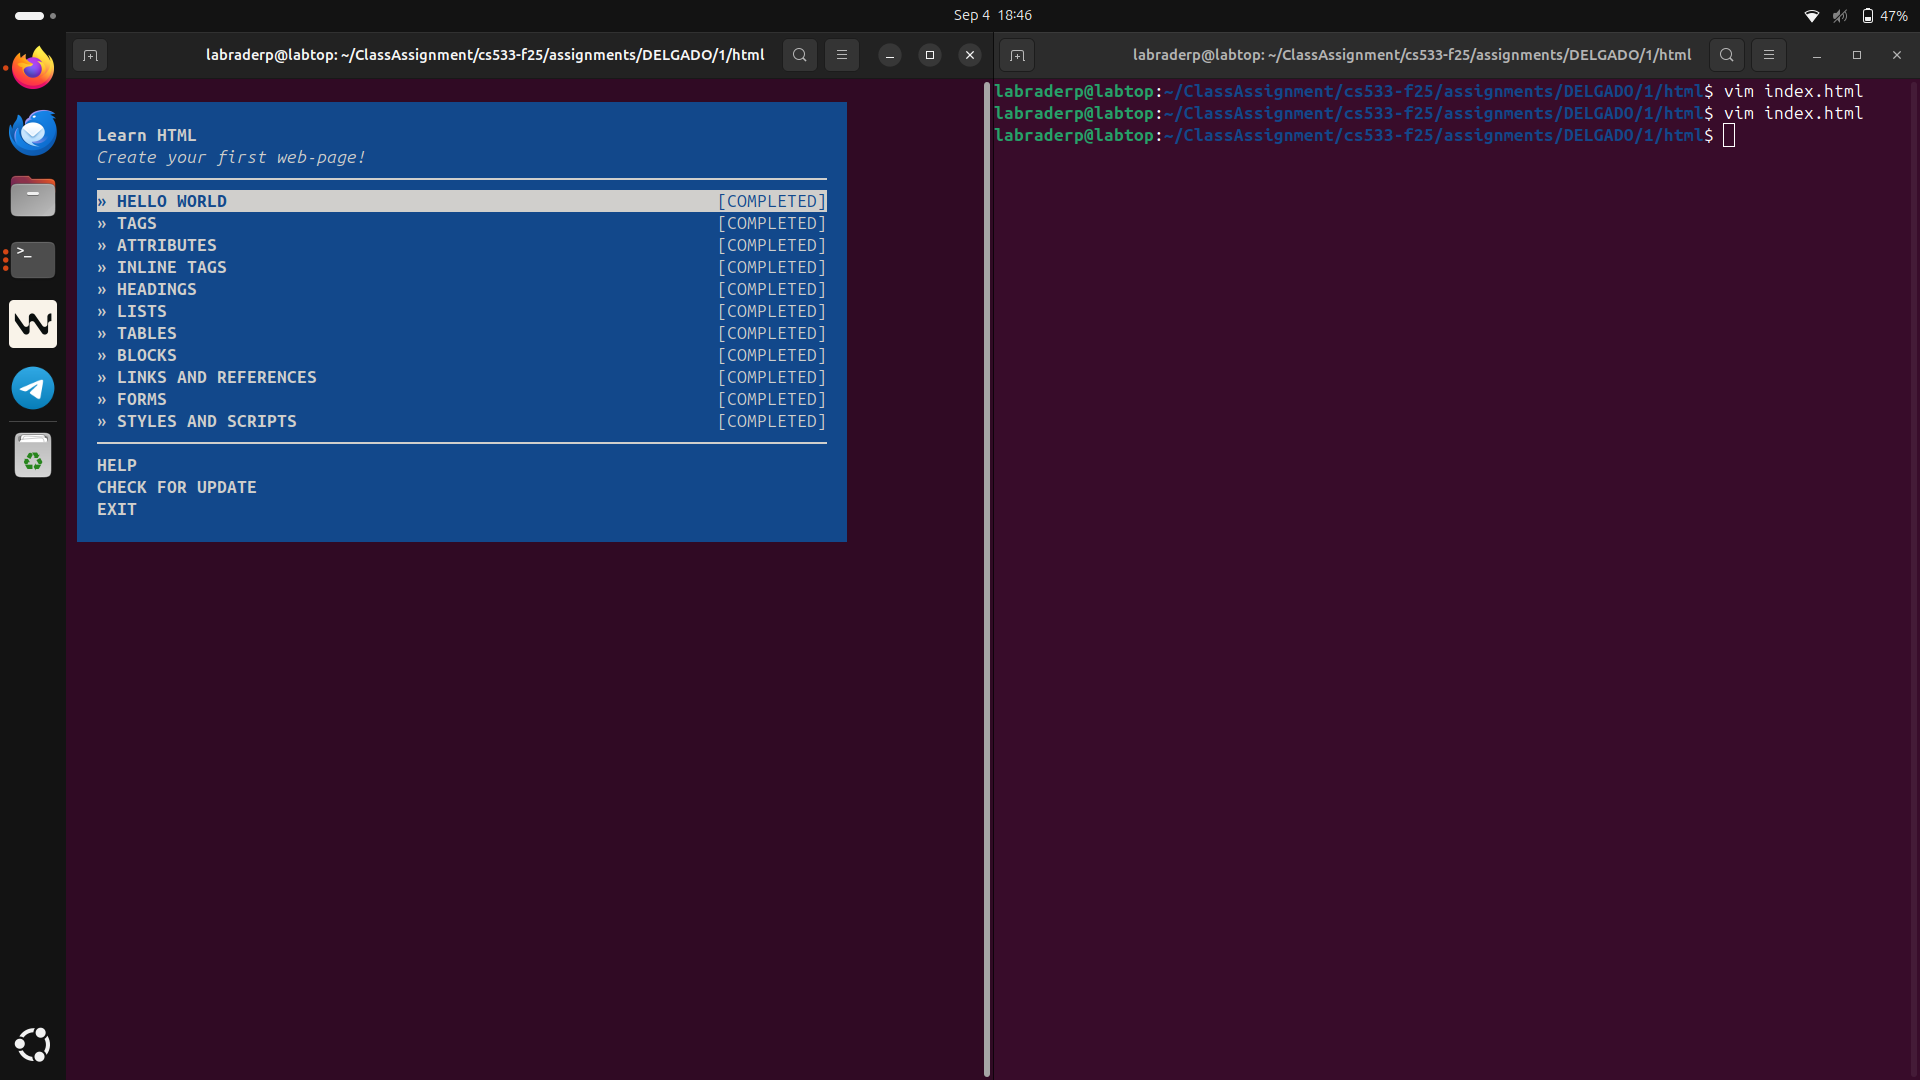 Sep 4 18:46
47%
labraderp@labtop: ~/ClassAssignment/cs533-f25/assignments/DELGADO/1/html
Learn HTML
Create your first web-page!
» HELLO WORLD [COMPLETED]
» TAGS [COMPLETED]
» ATTRIBUTES [COMPLETED]
» INLINE TAGS [COMPLETED]
» HEADINGS [COMPLETED]
» LISTS [COMPLETED]
» TABLES [COMPLETED]
» BLOCKS [COMPLETED]
» LINKS AND REFERENCES [COMPLETED]
» FORMS [COMPLETED]
» STYLES AND SCRIPTS [COMPLETED]
HELP
CHECK FOR UPDATE
EXIT
labraderp@labtop: ~/ClassAssignment/cs533-f25/assignments/DELGADO/1/html
labraderp@labtop:~/ClassAssignment/cs533-f25/assignments/DELGADO/1/html$ vim index.html
labraderp@labtop:~/ClassAssignment/cs533-f25/assignments/DELGADO/1/html$ vim index.html
labraderp@labtop:~/ClassAssignment/cs533-f25/assignments/DELGADO/1/html$